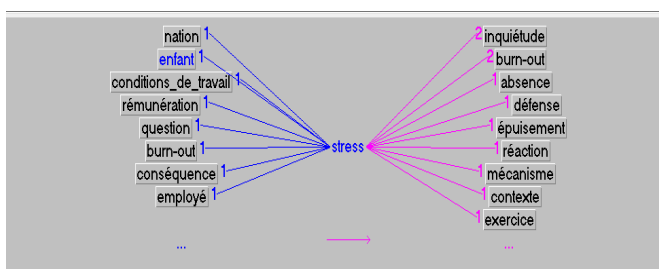 nation 1 2 inquiétude
enfant 1 2 burn-out
conditions_de_travail 1 1 absence
rémunération 1 1 défense
question 1 stress 1 épuisement
burn-out 1 1 réaction
conséquence 1 1 mécanisme
employé 1 1 contexte
1 exercice
... ...